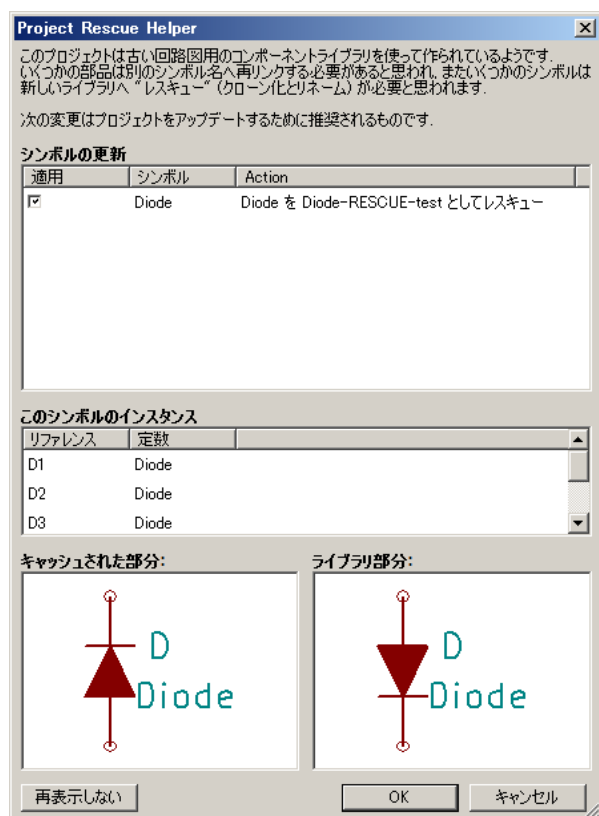 Project Rescue Helper
このプロジェクトは古い回路図用のコンポーネントライブラリを使って作られているようです.
いくつかの部品は別のシンボル名へ再リンクする必要があると思われ, またいくつかのシンボルは
新しいライブラリへ "レスキュー" (クローン化とリネーム) が必要と思われます.
次の変更はプロジェクトをアップデートするために推奨されるものです.
シンボルの更新
適用 シンボル Action
Diode Diode を Diode-RESCUE-test としてレスキュー
このシンボルのインスタンス
リファレンス 定数
D1 Diode
D2 Diode
D3 Diode
キャッシュされた部分: ライブラリ部分:
D D
Diode Diode
再表示しない OK キャンセル